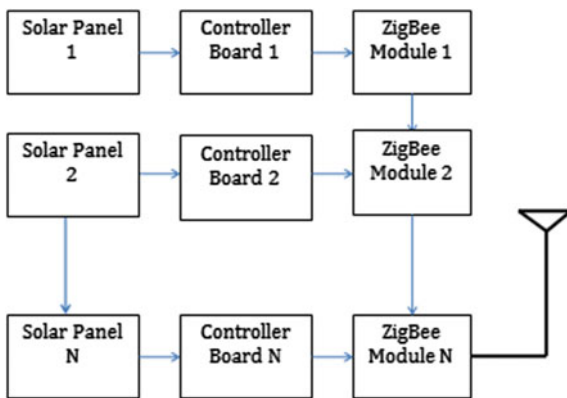 Solar Panel
1
Controller
Board 1
ZigBee
Module 1
Solar Panel
2
Controller
Board 2
ZigBee
Module 2
Solar Panel
N
Controller
Board N
ZigBee
Module N